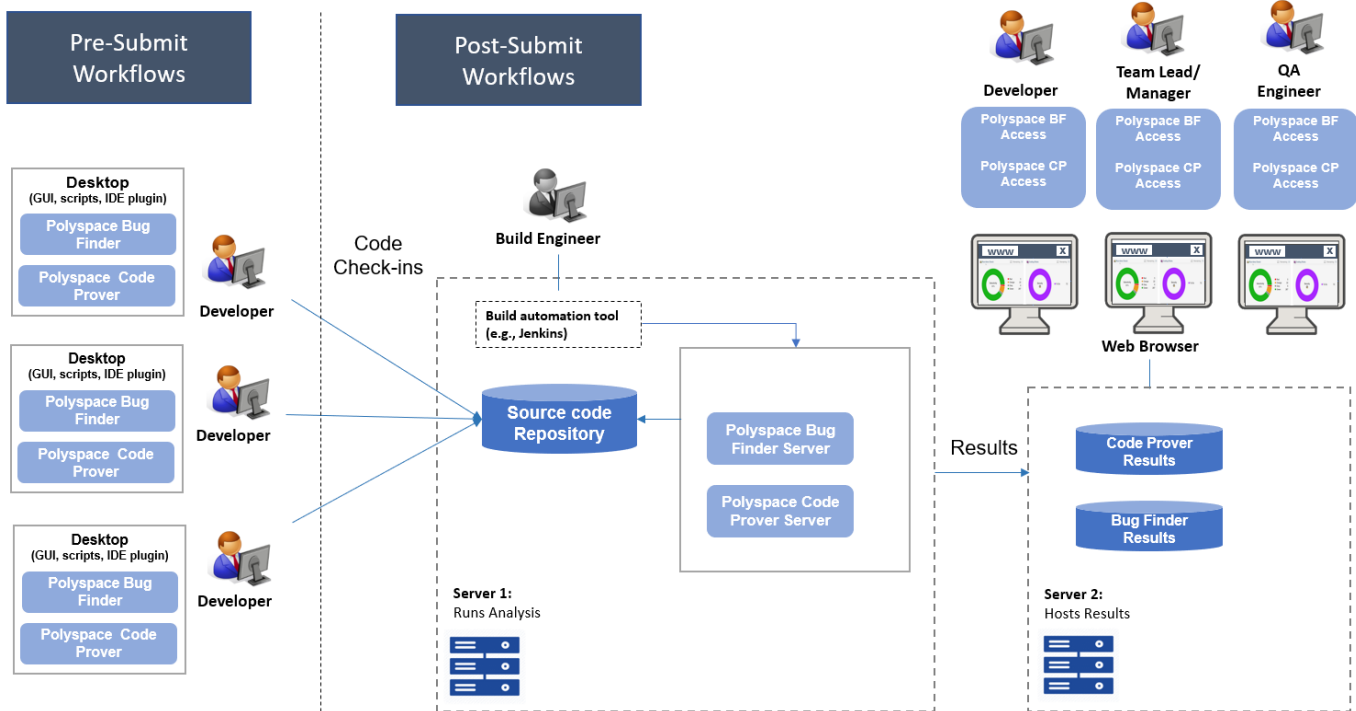 Pre-Submit
Workflows
Desktop
(GUI, scripts, IDE plugin)
Polyspace Bug
Finder
Polyspace Code
Prover
Developer
Desktop
(GUI, scripts, IDE plugin)
Polyspace Bug
Finder
Polyspace Code
Prover
Developer
Desktop
(GUI, scripts, IDE plugin)
Polyspace Bug
Finder
Polyspace Code
Prover
Developer
Code
Check-ins
Post-Submit
Workflows
Build Engineer
Build automation tool
(e.g., Jenkins)
Source code
Repository
Polyspace Bug
Finder Server
Polyspace Code
Prover Server
Server 1:
Runs Analysis
Results
Developer
Polyspace BF
Access
Polyspace CP
Access
Team Lead/
Manager
Polyspace BF
Access
Polyspace CP
Access
QA
Engineer
Polyspace BF
Access
Polyspace CP
Access
www X
www X
www X
Web Browser
Code Prover
Results
Bug Finder
Results
Server 2:
Hosts Results